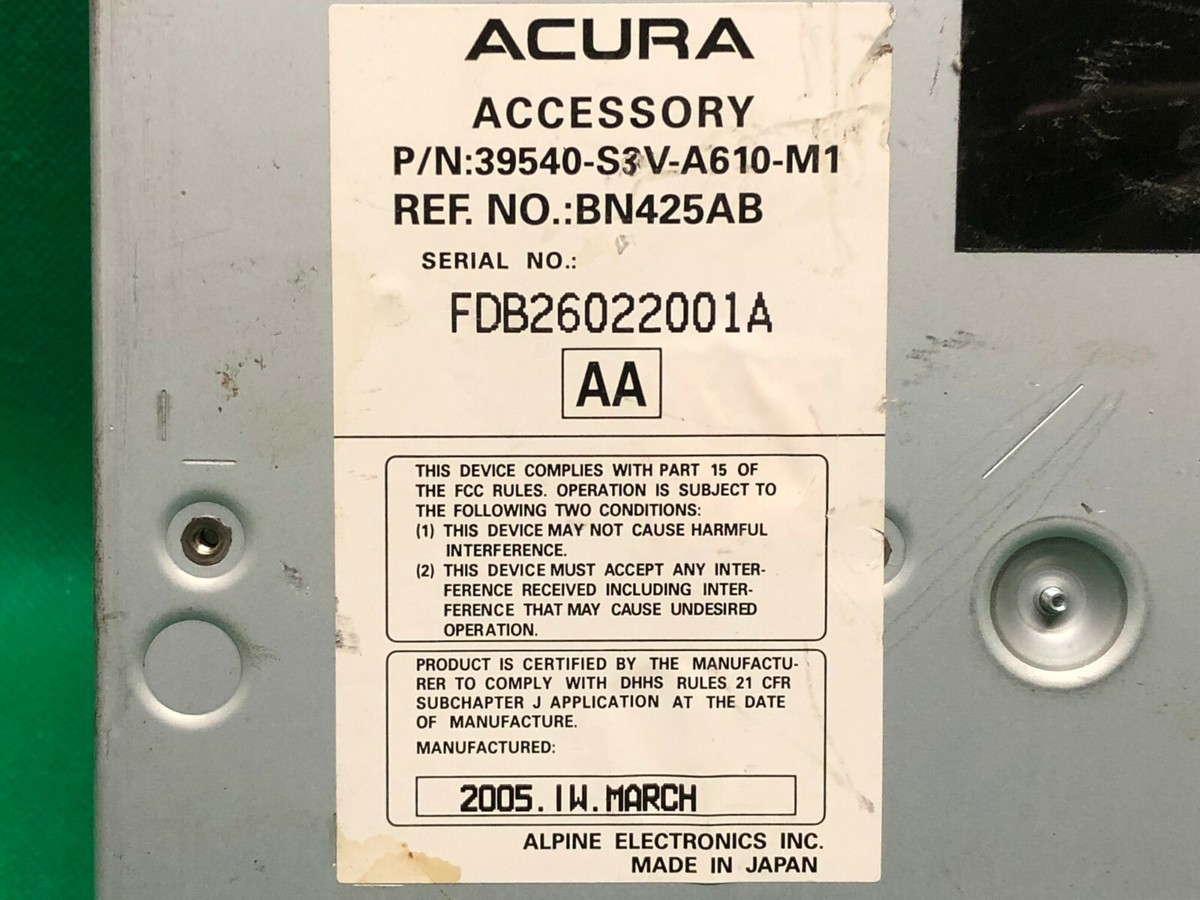 ACURA
ACCESSORY
P/N:39540-S3V-A610-M1
REF. NO.:BN425AB
SERIAL NO.:
FDB26022001A
AA
THIS DEVICE COMPLIES WITH PART 15 OF
THE FCC RULES. OPERATION IS SUBJECT TO
THE FOLLOWING TWO CONDITIONS:
(1) THIS DEVICE MAY NOT CAUSE HARMFUL
INTERFERENCE.
(2) THIS DEVICE MUST ACCEPT ANY INTER-
FERENCE RECEIVED INCLUDING INTER-
FERENCE THAT MAY CAUSE UNDESIRED
OPERATION.
PRODUCT IS CERTIFIED BY THE MANUFACTU-
RER TO COMPLY WITH DHHS RULES 21 CFR
SUBCHAPTER J APPLICATION AT THE DATE
OF MANUFACTURE.
MANUFACTURED:
2005.1W.MARCH
ALPINE ELECTRONICS INC.
MADE IN JAPAN